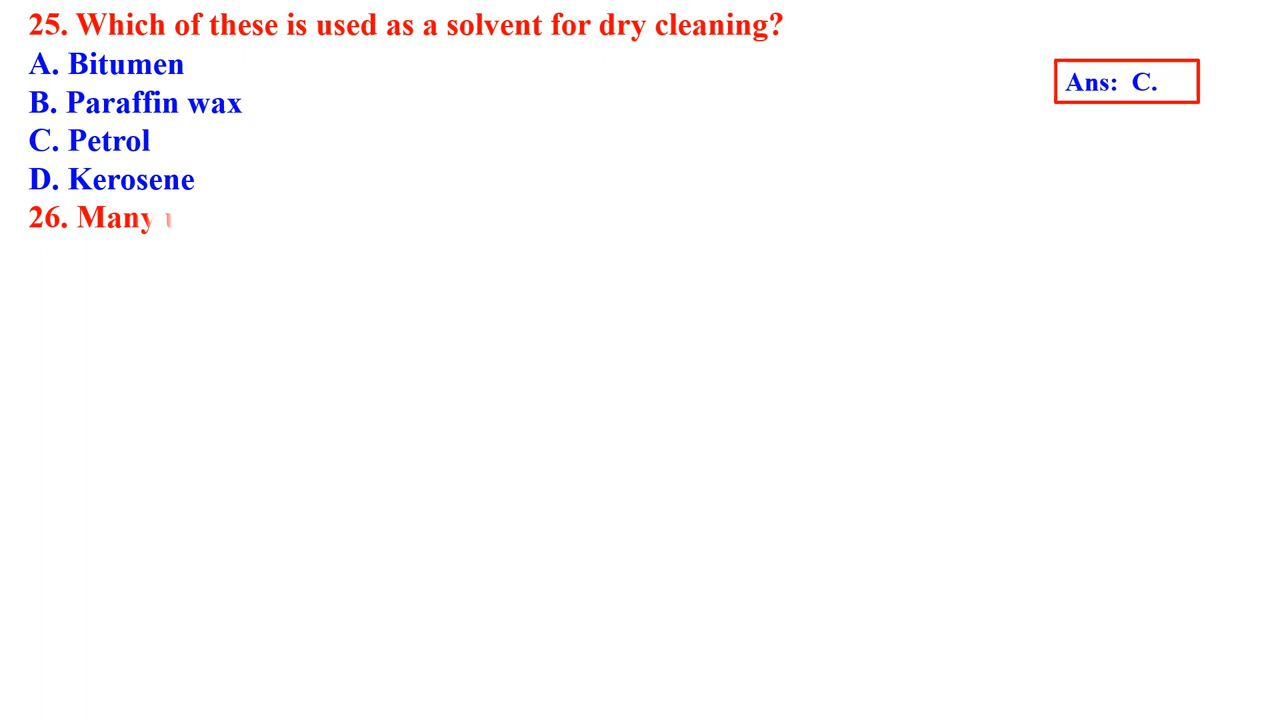 25. Which of these is used as a solvent for dry cleaning?
A. Bitumen
Ans: C.
B. Paraffin wax
C. Petrol
D. Kerosene
26. Many